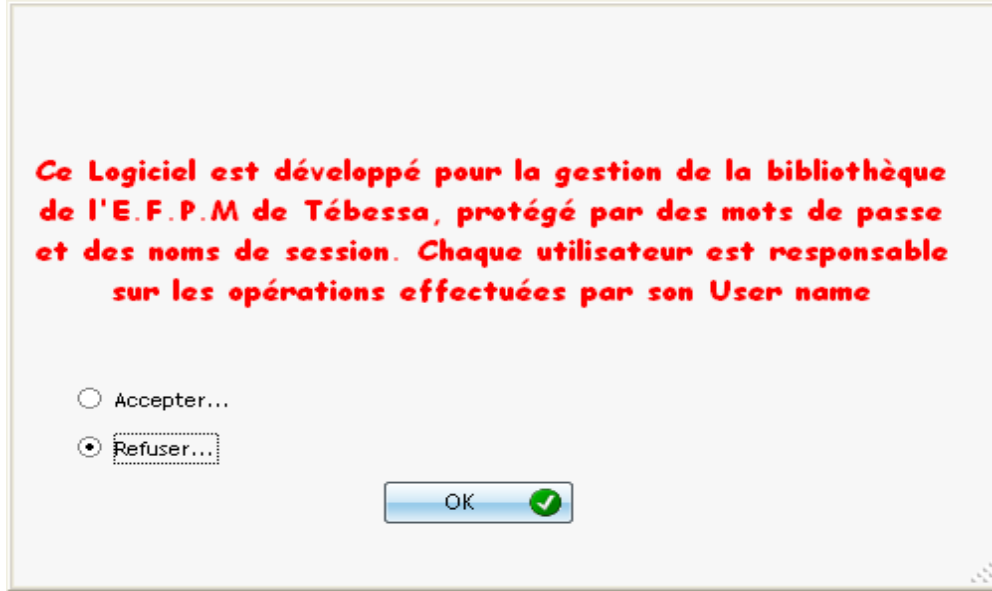 Ce Logiciel est développé pour la gestion de la bibliothèque
de l'E.F.P.M de Tébessa, protégé par des mots de passe
et des noms de session. Chaque utilisateur est responsable
sur les opérations effectuées par son User name
Accepter...
Refuser...
OK